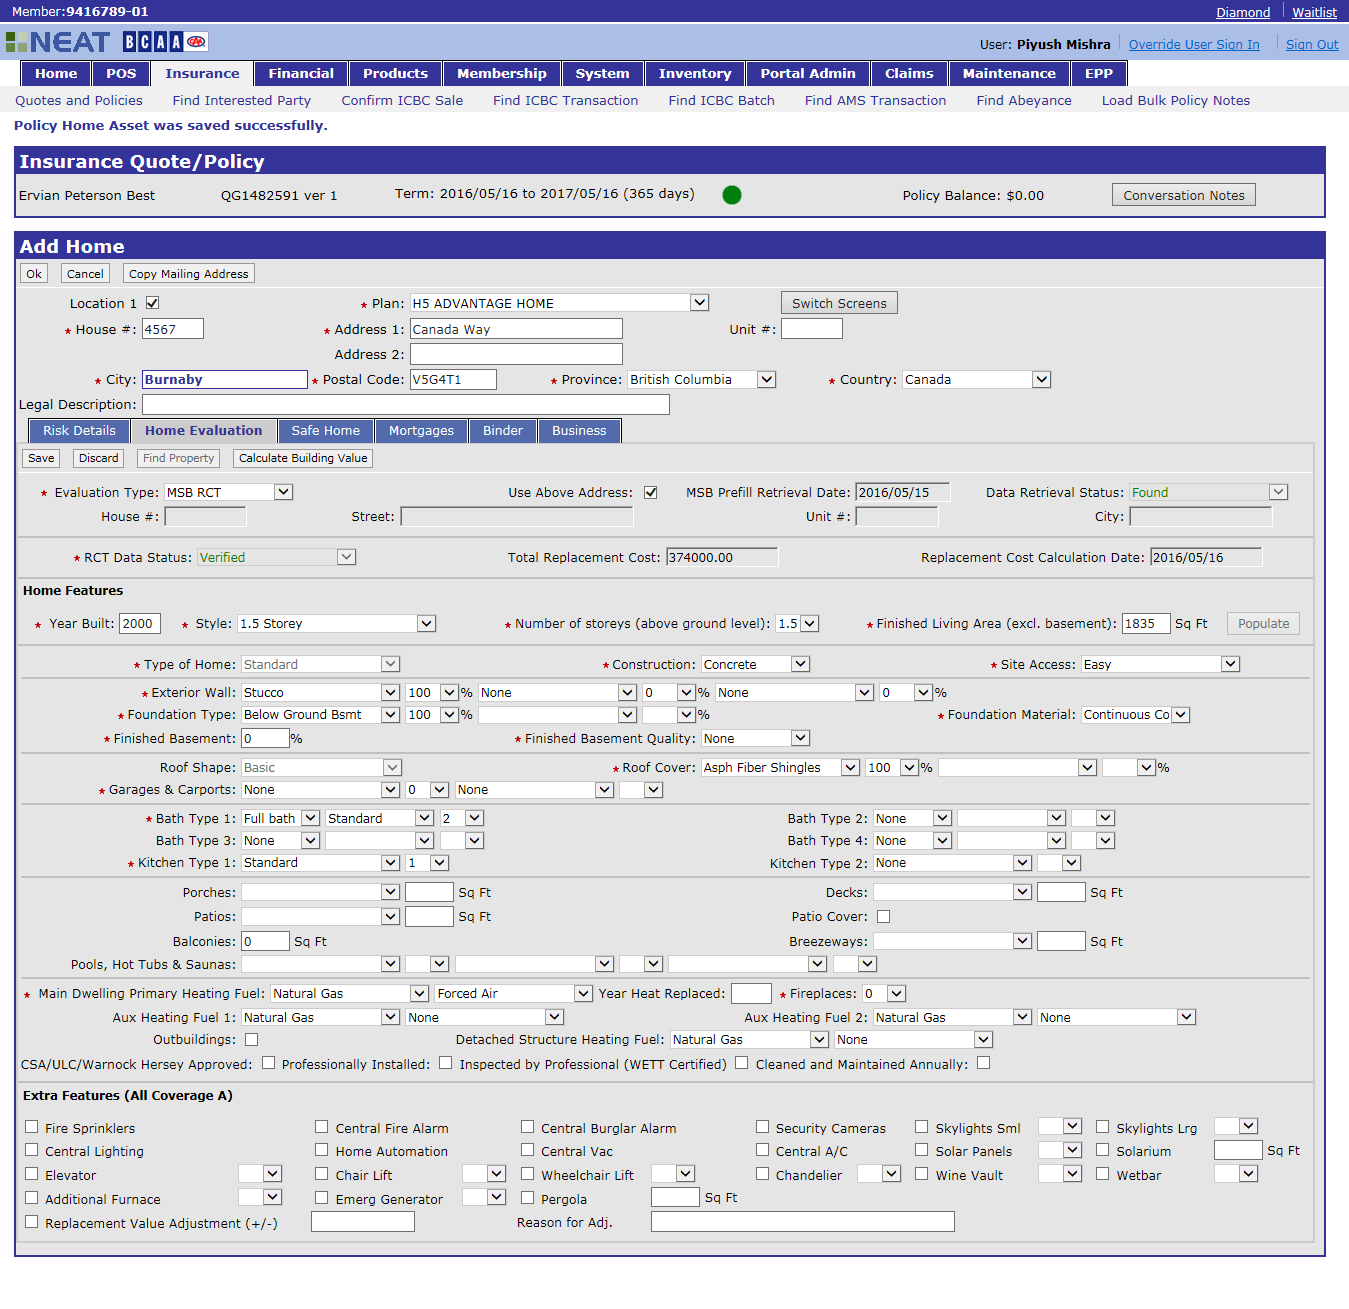 Member:9416789-01 Diamond Waitlist
NEAT BCAA CAA User: Piyush Mishra Override User Sign In Sign Out
Home POS Insurance Financial Products Membership System Inventory Portal Admin Claims Maintenance EPP
Quotes and Policies Find Interested Party Confirm ICBC Sale Find ICBC Transaction Find ICBC Batch Find AMS Transaction Find Abeyance Load Bulk Policy Notes
Policy Home Asset was saved successfully.
Insurance Quote/Policy
Ervian Peterson Best QG1482591 ver 1 Term: 2016/05/16 to 2017/05/16 (365 days) Policy Balance: $0.00 Conversation Notes
Add Home
Ok Cancel Copy Mailing Address
Location 1 * Plan: H5 ADVANTAGE HOME Switch Screens
* House #: 4567 * Address 1: Canada Way Unit #:
Address 2:
* City: Burnaby * Postal Code: V5G4T1 * Province: British Columbia * Country: Canada
Legal Description:
Risk Details Home Evaluation Safe Home Mortgages Binder Business
Save Discard Find Property Calculate Building Value
* Evaluation Type: MSB RCT Use Above Address: MSB Prefill Retrieval Date: 2016/05/15 Data Retrieval Status: Found
House #: Street: Unit #: City:
* RCT Data Status: Verified Total Replacement Cost: 374000.00 Replacement Cost Calculation Date: 2016/05/16
Home Features
* Year Built: 2000 * Style: 1.5 Storey * Number of storeys (above ground level): 1.5 * Finished Living Area (excl. basement): 1835 Sq Ft Populate
* Type of Home: Standard * Construction: Concrete * Site Access: Easy
* Exterior Wall: Stucco 100 % None 0 % None 0 %
* Foundation Type: Below Ground Bsmt 100 % % * Foundation Material: Continuous Co
* Finished Basement: 0 % * Finished Basement Quality: None
Roof Shape: Basic * Roof Cover: Asph Fiber Shingles 100 % %
* Garages & Carports: None 0 None
* Bath Type 1: Full bath Standard 2 Bath Type 2: None
Bath Type 3: None Bath Type 4: None
* Kitchen Type 1: Standard 1 Kitchen Type 2: None
Porches: Sq Ft Decks: Sq Ft
Patios: Sq Ft Patio Cover:
Balconies: 0 Sq Ft Breezeways: Sq Ft
Pools, Hot Tubs & Saunas:
* Main Dwelling Primary Heating Fuel: Natural Gas Forced Air Year Heat Replaced: * Fireplaces: 0
Aux Heating Fuel 1: Natural Gas None Aux Heating Fuel 2: Natural Gas None
Outbuildings: Detached Structure Heating Fuel: Natural Gas None
CSA/ULC/Warnock Hersey Approved: Professionally Installed: Inspected by Professional (WETT Certified) Cleaned and Maintained Annually:
Extra Features (All Coverage A)
Fire Sprinklers Central Fire Alarm Central Burglar Alarm Security Cameras Skylights Sml Skylights Lrg
Central Lighting Home Automation Central Vac Central A/C Solar Panels Solarium Sq Ft
Elevator Chair Lift Wheelchair Lift Chandelier Wine Vault Wetbar
Additional Furnace Emerg Generator Pergola Sq Ft
Replacement Value Adjustment (+/-) Reason for Adj.